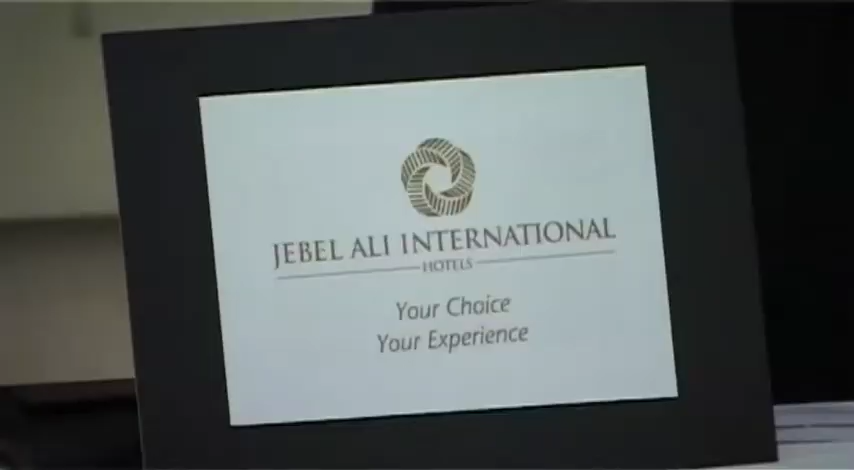 JEBEL ALI INTERNATIONAL
HOTELS
Your Choice
Your Experience